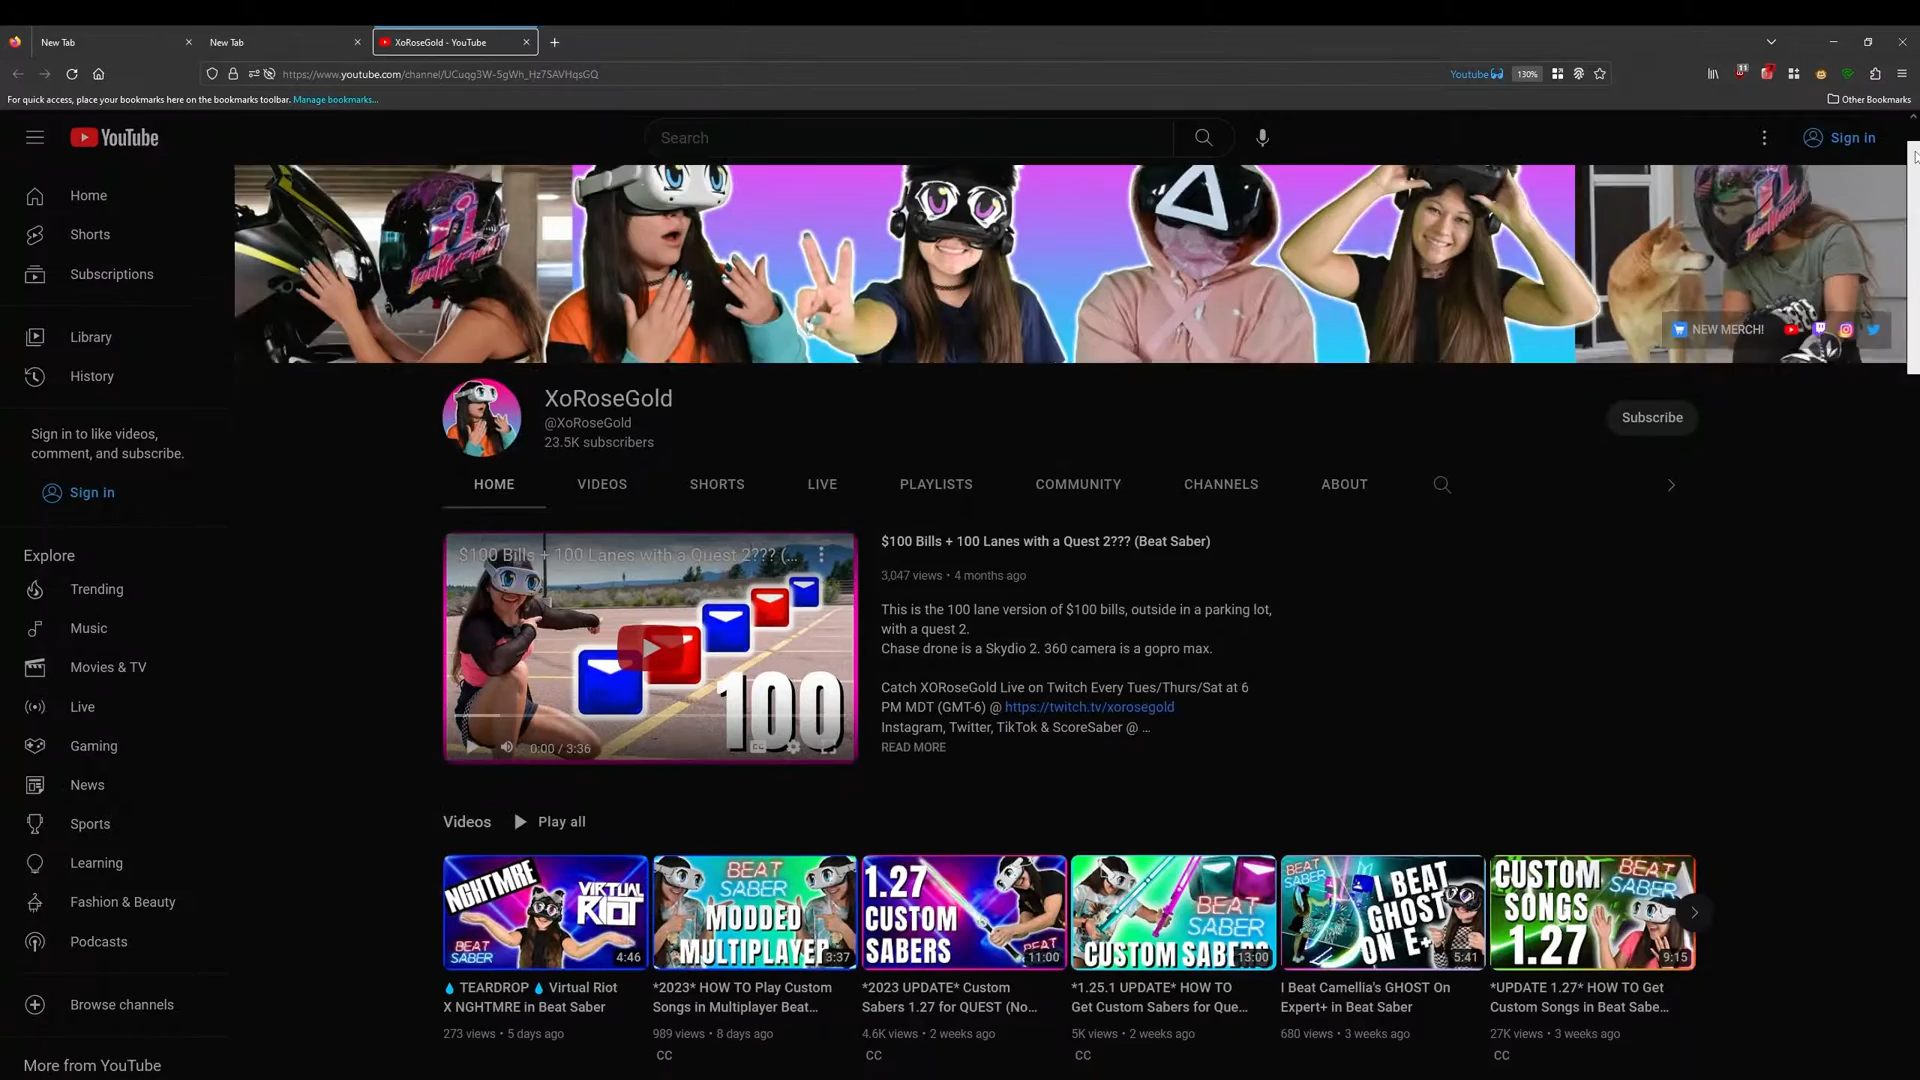 New Tab
New Tab
XoRoseGold - YouTube
https://www.youtube.com/channel/UCuqg3W-5gWh_Hz7SAVHqsGQ
Youtube
130%
11
For quick access, place your bookmarks here on the bookmarks toolbar. Manage bookmarks...
Other Bookmarks
YouTube
Search
Sign in
Home
Shorts
Subscriptions
Library
History
Sign in to like videos,
comment, and subscribe.
Sign in
Explore
Trending
Music
Movies & TV
Live
Gaming
News
Sports
Learning
Fashion & Beauty
Podcasts
Browse channels
More from YouTube
NEW MERCH!
XoRoseGold
@XoRoseGold
23.5K subscribers
Subscribe
HOME
VIDEOS
SHORTS
LIVE
PLAYLISTS
COMMUNITY
CHANNELS
ABOUT
$100 Bills + 100 Lanes with a Quest 2??? (...
100
0:00 / 3:36
$100 Bills + 100 Lanes with a Quest 2??? (Beat Saber)
3,047 views • 4 months ago
This is the 100 lane version of $100 bills, outside in a parking lot,
with a quest 2.
Chase drone is a Skydio 2. 360 camera is a gopro max.
Catch XORoseGold Live on Twitch Every Tues/Thurs/Sat at 6
PM MDT (GMT-6) @ https://twitch.tv/xorosegold
Instagram, Twitter, TikTok & ScoreSaber @ …
READ MORE
Videos
Play all
NGHTMRE
VIRTUAL
RIOT
BEAT
SABER
4:46
💧 TEARDROP 💧 Virtual Riot
X NGHTMRE in Beat Saber
273 views • 5 days ago
BEAT
SABER
MODDED
MULTIPLAYER
3:37
*2023* HOW TO Play Custom
Songs in Multiplayer Beat…
989 views • 8 days ago
CC
1.27
CUSTOM
SABERS
BEAT
11:00
*2023 UPDATE* Custom
Sabers 1.27 for QUEST (No…
4.6K views • 2 weeks ago
CC
BEAT
SABER
CUSTOM SABERS
13:00
*1.25.1 UPDATE* HOW TO
Get Custom Sabers for Que…
5K views • 2 weeks ago
CC
BEAT
SABER
I BEAT
GHOST
ON E+
5:41
I Beat Camellia's GHOST On
Expert+ in Beat Saber
680 views • 3 weeks ago
CUSTOM
SONGS
1.27
BEAT
SABER
9:15
*UPDATE 1.27* HOW TO Get
Custom Songs in Beat Sabe…
27K views • 3 weeks ago
CC